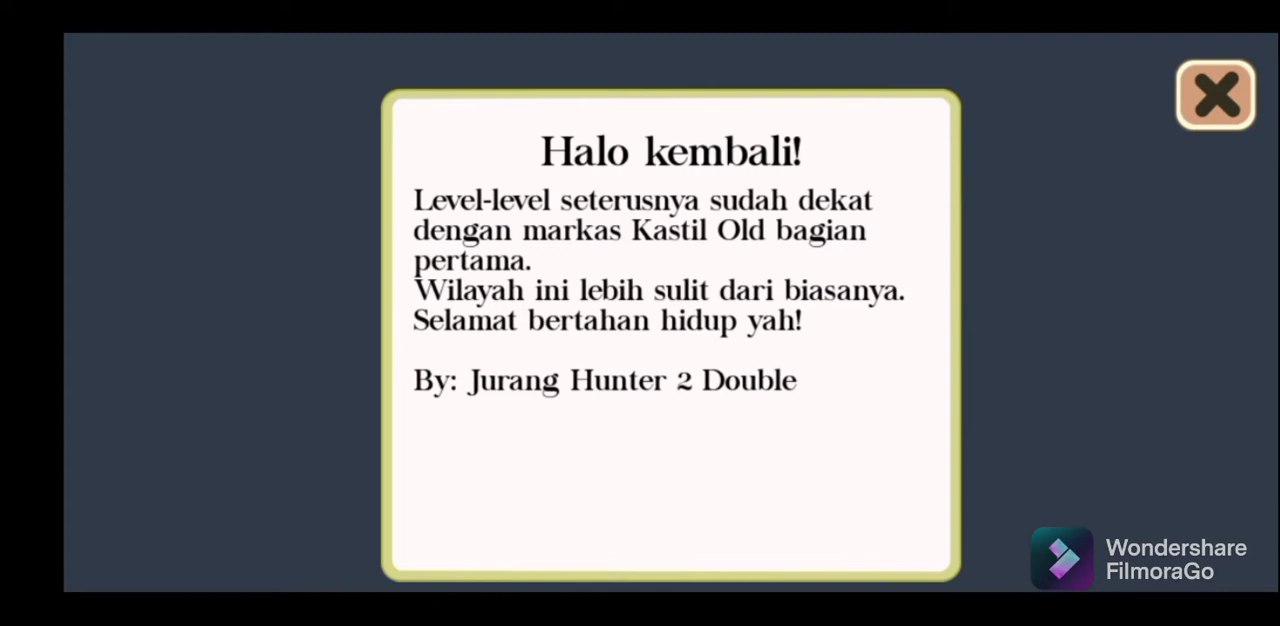 Halo kembali!
Level-level seterusnya sudah dekat
dengan markas Kastil Old bagian
pertama.
Wilayah ini lebih sulit dari biasanya.
Selamat bertahan hidup yah!
By: Jurang Hunter 2 Double
Wondershare
FilmoraGo